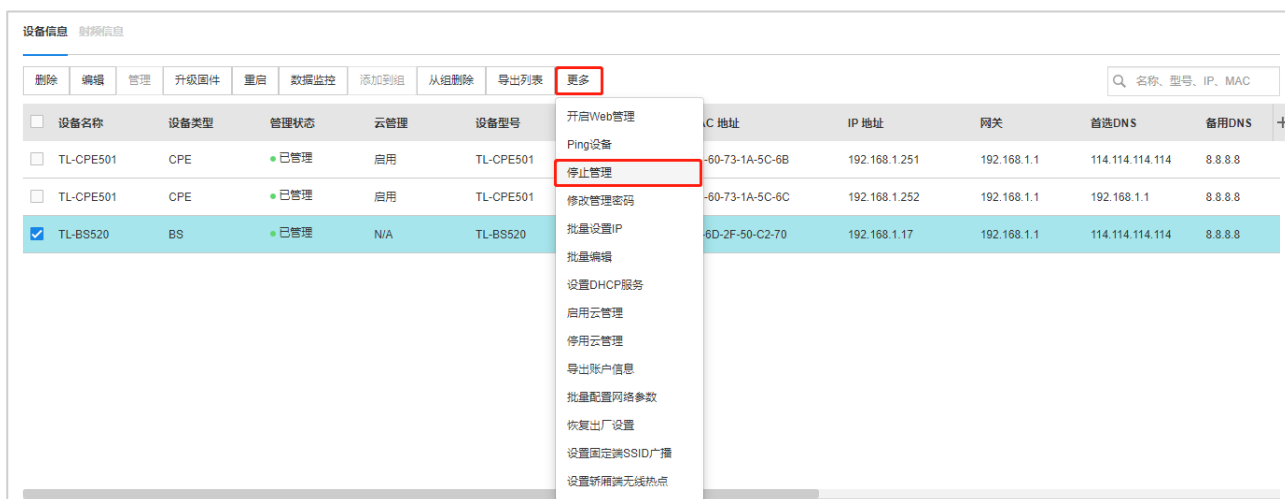 设备信息 射频信息
删除 编辑 管理 升级固件 重启 数据监控 添加到组 从组删除 导出列表 更多 名称、型号、IP、MAC
设备名称 设备类型 管理状态 云管理 设备型号 AC 地址 IP 地址 网关 首选DNS 备用DNS
TL-CPE501 CPE 已管理 启用 TL-CPE501 -60-73-1A-5C-6B 192.168.1.251 192.168.1.1 114.114.114.114 8.8.8.8
TL-CPE501 CPE 已管理 启用 TL-CPE501 -60-73-1A-5C-6C 192.168.1.252 192.168.1.1 192.168.1.1 8.8.8.8
TL-BS520 BS 已管理 N/A TL-BS520 -6D-2F-50-C2-70 192.168.1.17 192.168.1.1 114.114.114.114 8.8.8.8
开启Web管理
Ping设备
停止管理
修改管理密码
批量设置IP
批量编辑
设置DHCP服务
启用云管理
停用云管理
导出账户信息
批量配置网络参数
恢复出厂设置
设置固定端SSID广播
设置轿厢端无线热点